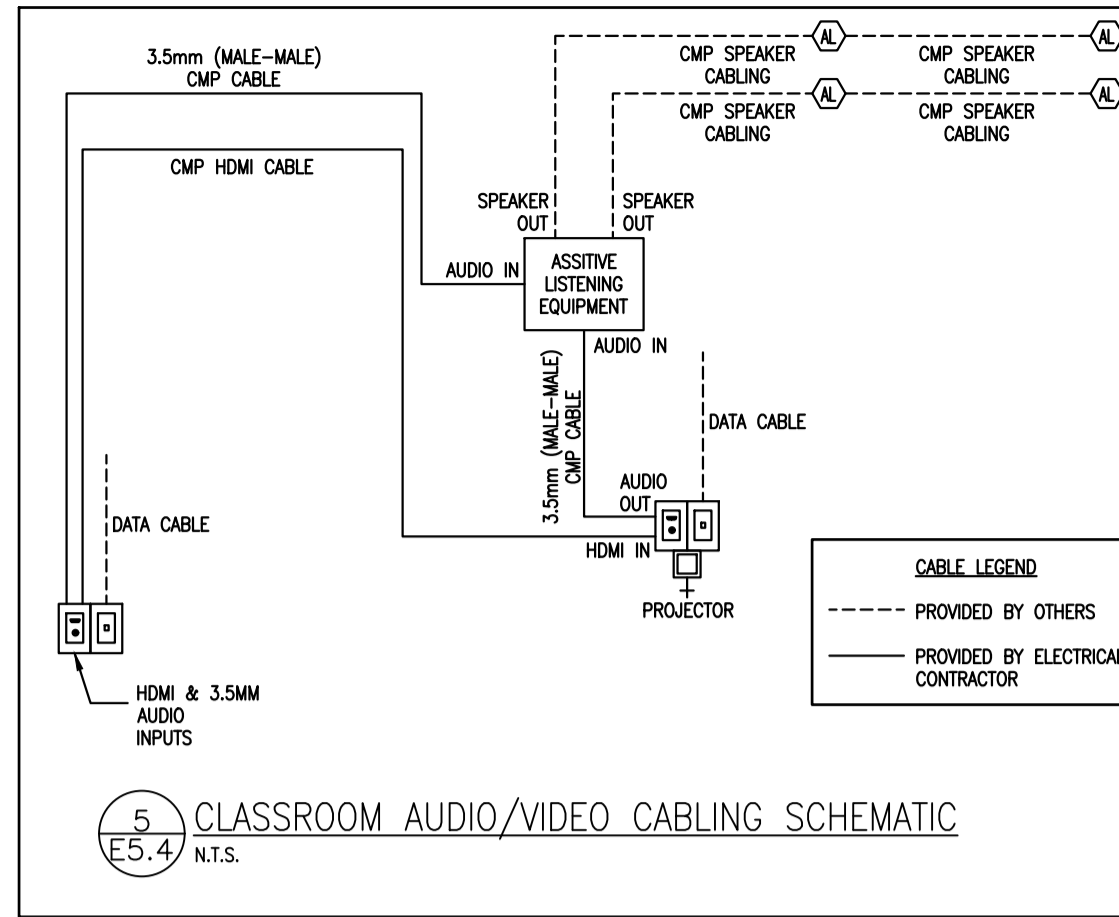 3.5mm (MALE-MALE)
CMP CABLE
CMP HDMI CABLE
AL
AL
CMP SPEAKER
CABLING
CMP SPEAKER
CABLING
AL
AL
CMP SPEAKER
CABLING
CMP SPEAKER
CABLING
SPEAKER
OUT
SPEAKER
OUT
AUDIO IN
ASSITIVE
LISTENING
EQUIPMENT
AUDIO IN
3.5mm (MALE-MALE)
CMP CABLE
DATA CABLE
AUDIO
OUT
HDMI IN
PROJECTOR
DATA CABLE
HDMI & 3.5MM
AUDIO
INPUTS
CABLE LEGEND
PROVIDED BY OTHERS
PROVIDED BY ELECTRICAL
CONTRACTOR
5
E5.4
CLASSROOM AUDIO/VIDEO CABLING SCHEMATIC
N.T.S.